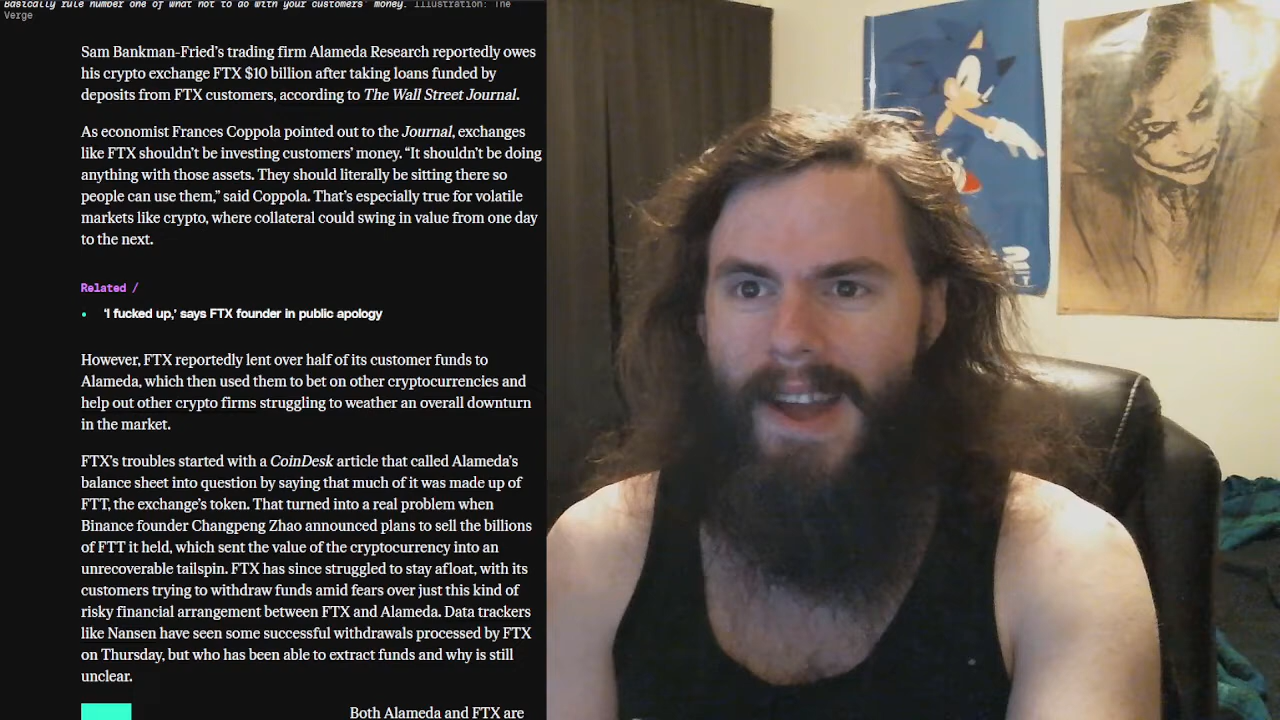 Basically rule number one of what not to do with your customers' money. Illustration: The
Verge
Sam Bankman-Fried’s trading firm Alameda Research reportedly owes
his crypto exchange FTX $10 billion after taking loans funded by
deposits from FTX customers, according to The Wall Street Journal.
As economist Frances Coppola pointed out to the Journal, exchanges
like FTX shouldn’t be investing customers’ money. “It shouldn’t be doing
anything with those assets. They should literally be sitting there so
people can use them,” said Coppola. That’s especially true for volatile
markets like crypto, where collateral could swing in value from one day
to the next.
Related /
‘I fucked up,’ says FTX founder in public apology
However, FTX reportedly lent over half of its customer funds to
Alameda, which then used them to bet on other cryptocurrencies and
help out other crypto firms struggling to weather an overall downturn
in the market.
FTX’s troubles started with a CoinDesk article that called Alameda’s
balance sheet into question by saying that much of it was made up of
FTT, the exchange’s token. That turned into a real problem when
Binance founder Changpeng Zhao announced plans to sell the billions
of FTT it held, which sent the value of the cryptocurrency into an
unrecoverable tailspin. FTX has since struggled to stay afloat, with its
customers trying to withdraw funds amid fears over just this kind of
risky financial arrangement between FTX and Alameda. Data trackers
like Nansen have seen some successful withdrawals processed by FTX
on Thursday, but who has been able to extract funds and why is still
unclear.
Both Alameda and FTX are